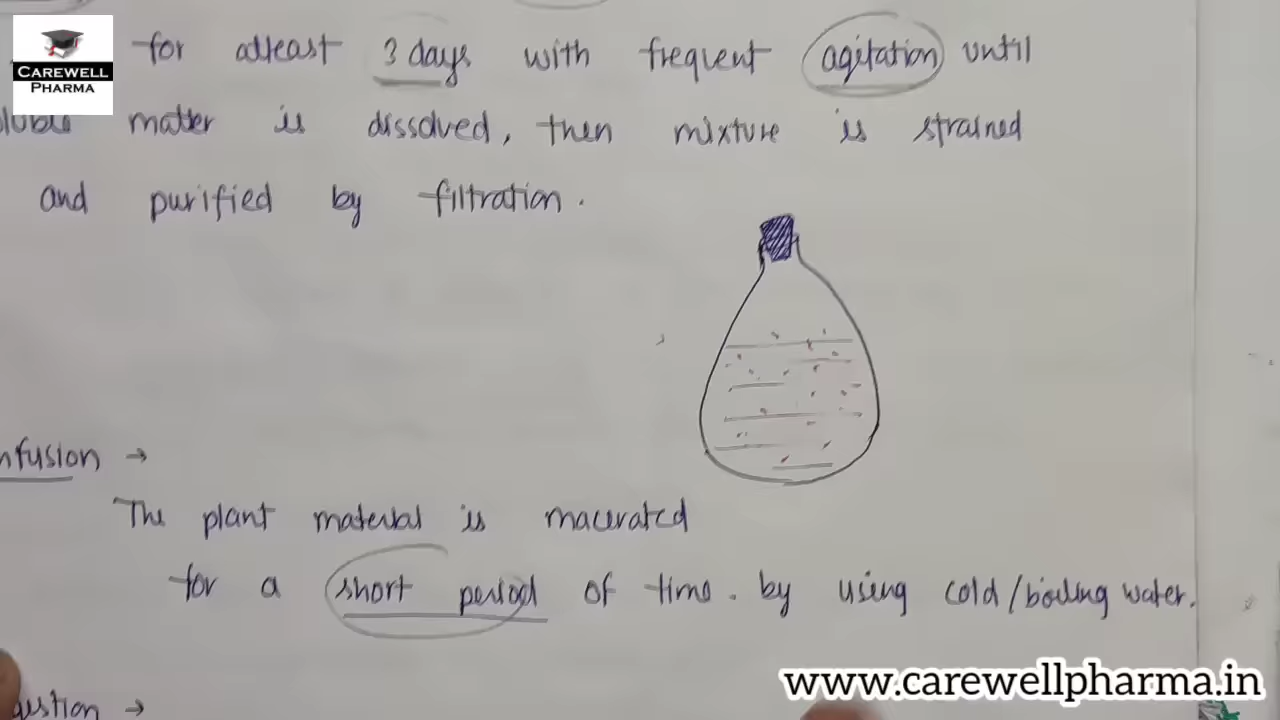 CAREWELL
PHARMA
for atleast 3 days with frequent agitation until
matter is dissolved, then mixture is strained
and purified by filtration.
nfusion →
The plant material is macerated
for a short period of time. by using cold/boiling water.
estion →
www.carewellpharma.in